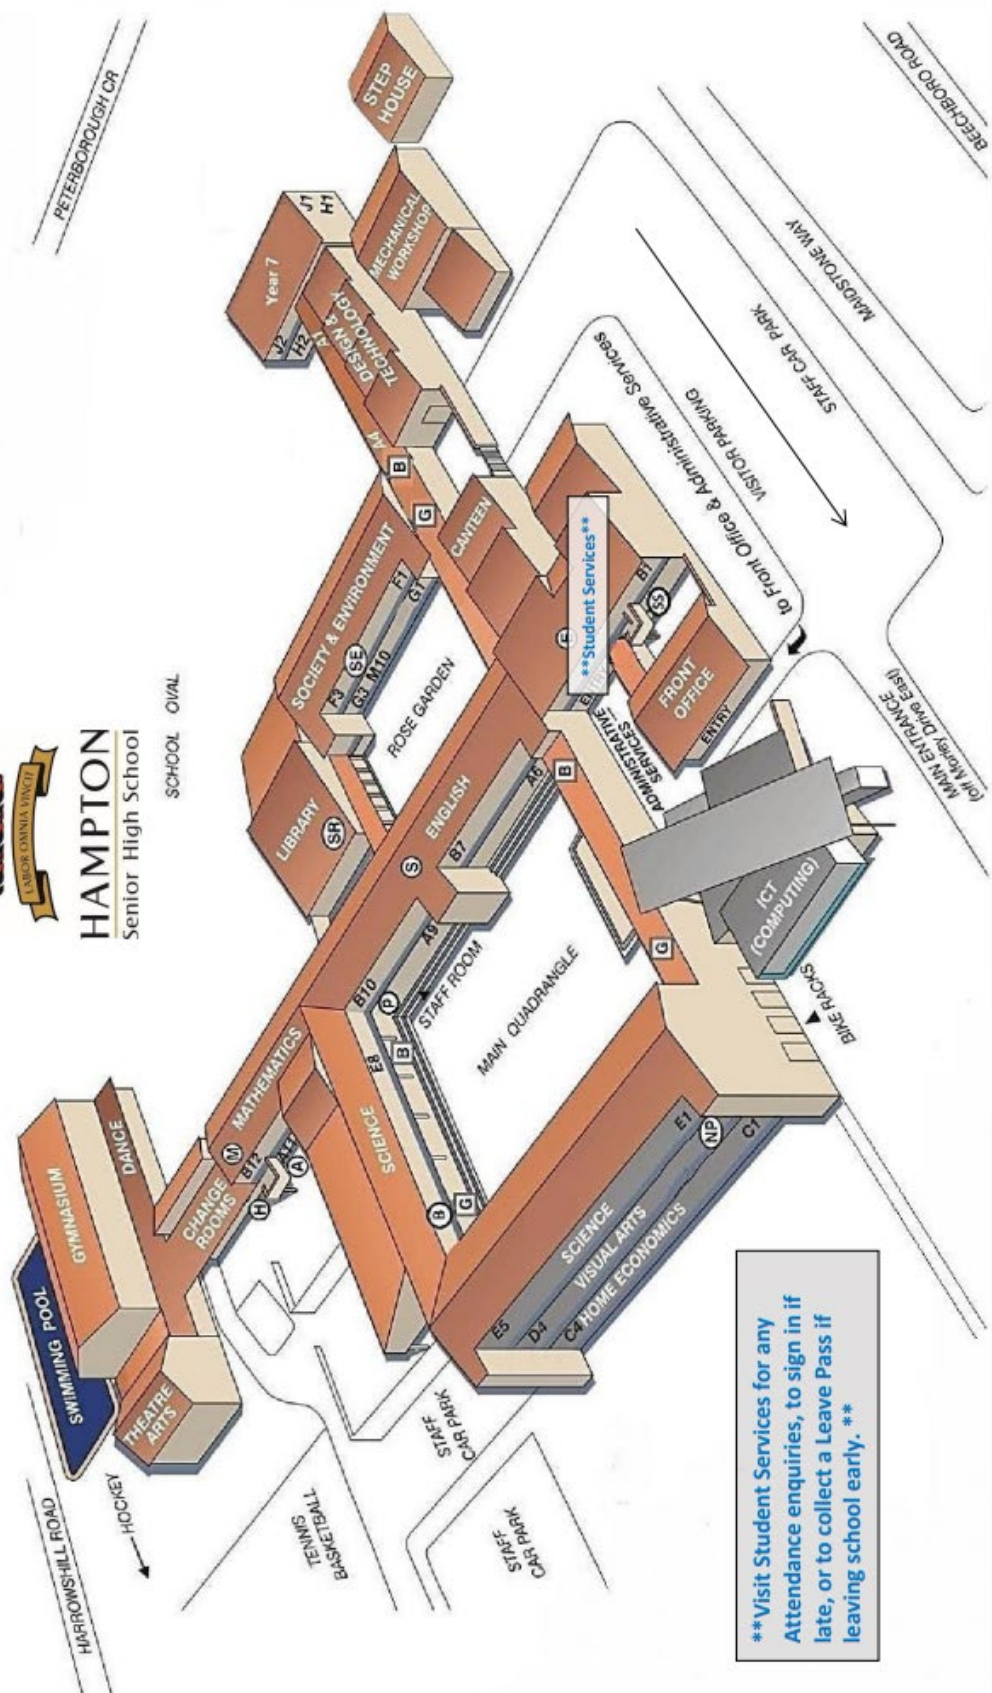 LABOR OMNIA VINCIT
HAMPTON
Senior High School
SCHOOL OVAL
HARROWSHILL ROAD
PETERBOROUGH CR
HOCKEY
SWIMMING POOL
GYMNASIUM
DANCE
THEATRE
ARTS
CHANGE
ROOMS
H
A
M
MATHEMATICS
B12
TENNIS
BASKETBALL
STAFF
CAR PARK
STAFF
CAR PARK
SCIENCE
E8
B
B
G
B10
P
A9
STAFF ROOM
S
ENGLISH
B7
A6
LIBRARY
SR
SOCIETY & ENVIRONMENT
F3
SE
F1
G3
M10
G1
ROSE GARDEN
G
B
A4
A1
DESIGN &
TECHNOLOGY
Year 7
J2
H2
J1
H1
STEP
HOUSE
MECHANICAL
WORKSHOP
CANTEEN
**Student Services**
E
ENTRY
B1
SS
ADMINISTRATIVE
SERVICES
FRONT
OFFICE
ENTRY
B
G
MAIN QUADRANGLE
SCIENCE
VISUAL ARTS
HOME ECONOMICS
E5
D4
C4
E1
NP
C1
ICT
(COMPUTING)
BIKE RACKS
MAIN ENTRANCE
(off Morley Drive East)
to Front Office & Administrative Services
VISITOR PARKING
STAFF CAR PARK
MAIDSTONE WAY
BEECHBORO ROAD
**Visit Student Services for any
Attendance enquiries, to sign in if
late, or to collect a Leave Pass if
leaving school early. **